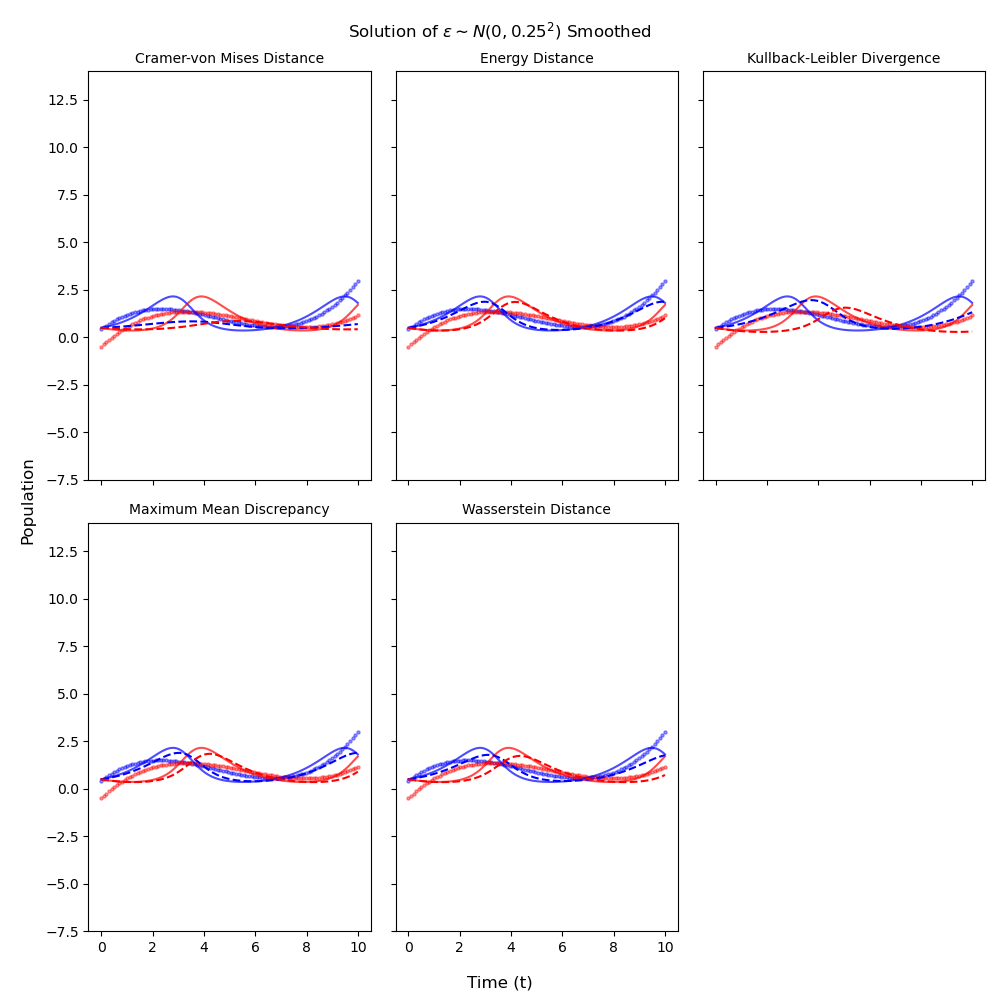 Solution of ε ~ N(0, 0.25²) Smoothed
Cramer-von Mises Distance
Energy Distance
Kullback-Leibler Divergence
12.5
10.0
7.5
5.0
2.5
0.0
−2.5
−5.0
−7.5
Population
Maximum Mean Discrepancy
Wasserstein Distance
12.5
10.0
7.5
5.0
2.5
0.0
−2.5
−5.0
−7.5
0 2 4 6 8 10
0 2 4 6 8 10
Time (t)